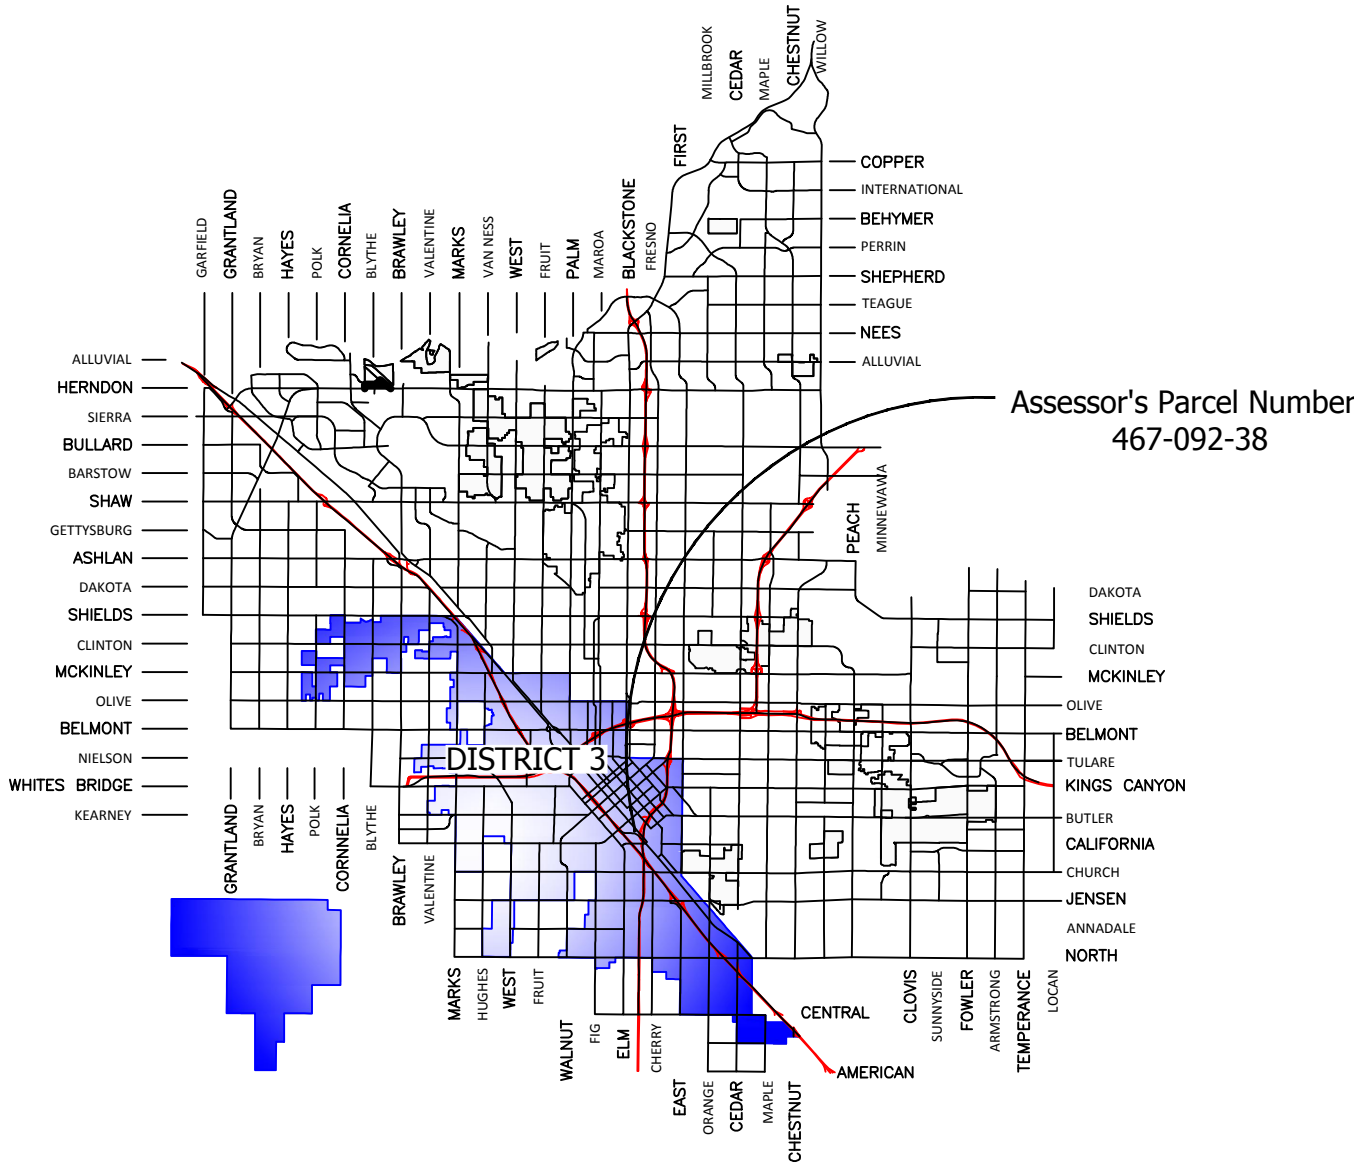 MILLBROOK
CEDAR
MAPLE
CHESTNUT
WILLOW
FIRST
COPPER
INTERNATIONAL
BEHYMER
PERRIN
SHEPHERD
TEAGUE
NEES
ALLUVIAL
GARFIELD
GRANTLAND
BRYAN
HAYES
POLK
CORNELIA
BLYTHE
BRAWLEY
VALENTINE
MARKS
VAN NESS
WEST
FRUIT
PALM
MAROA
BLACKSTONE
FRESNO
ALLUVIAL
HERNDON
SIERRA
BULLARD
BARSTOW
SHAW
GETTYSBURG
ASHLAN
DAKOTA
SHIELDS
CLINTON
MCKINLEY
OLIVE
BELMONT
NIELSON
WHITES BRIDGE
KEARNEY
Assessor's Parcel Number
467-092-38
PEACH
MINNEWAWA
DAKOTA
SHIELDS
CLINTON
MCKINLEY
OLIVE
BELMONT
TULARE
KINGS CANYON
BUTLER
CALIFORNIA
CHURCH
JENSEN
ANNADALE
NORTH
DISTRICT 3
GRANTLAND
BRYAN
HAYES
POLK
CORNNELIA
BLYTHE
BRAWLEY
VALENTINE
MARKS
HUGHES
WEST
FRUIT
WALNUT
FIG
ELM
CHERRY
EAST
ORANGE
CEDAR
MAPLE
CHESTNUT
CENTRAL
AMERICAN
CLOVIS
SUNNYSIDE
FOWLER
ARMSTRONG
TEMPERANCE
LOCAN